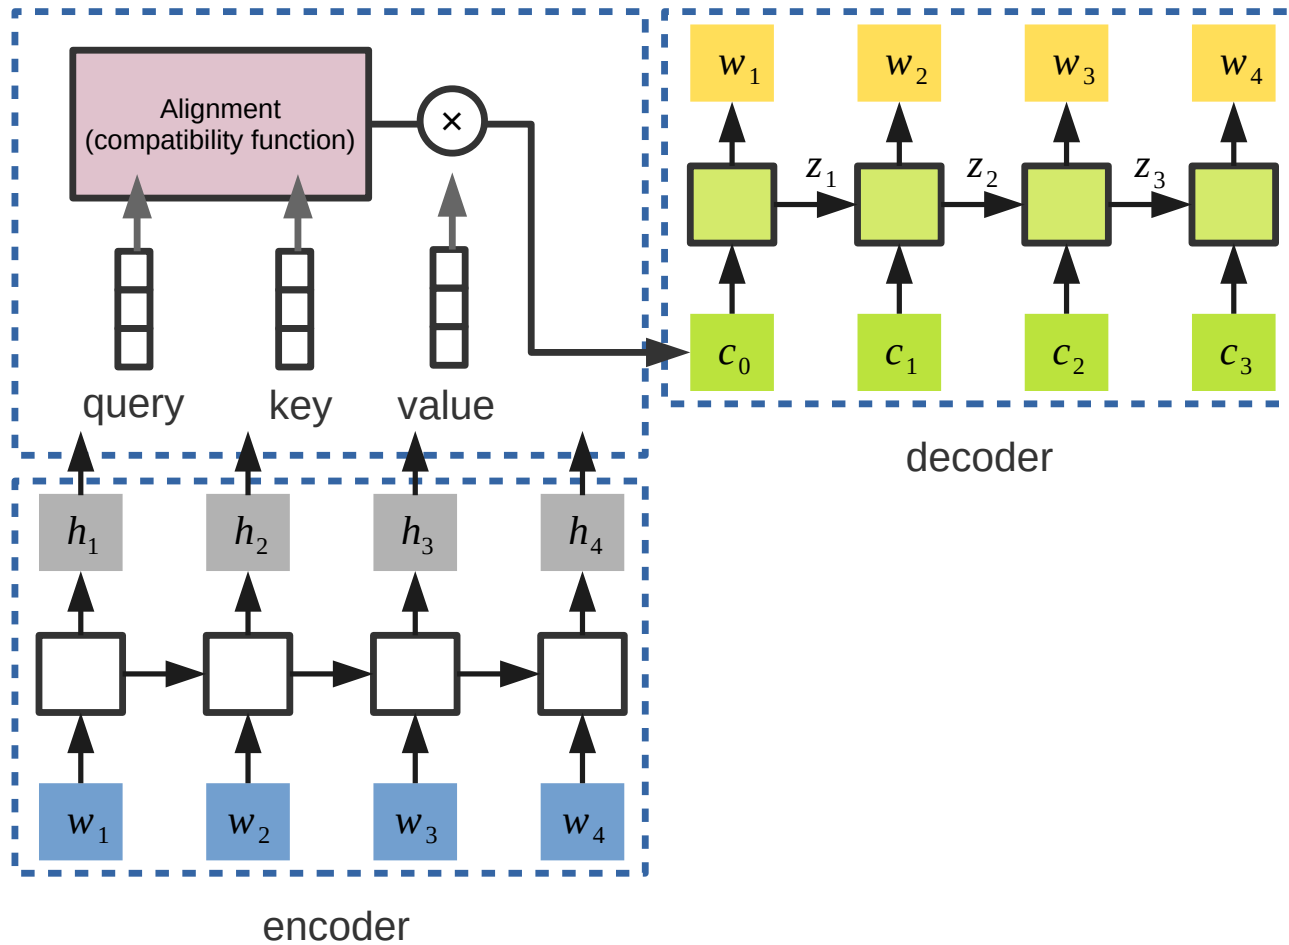 Alignment
(compatibility function)
×
query key value
w₁ w₂ w₃ w₄
z₁ z₂ z₃
c₀ c₁ c₂ c₃
decoder
h₁ h₂ h₃ h₄
w₁ w₂ w₃ w₄
encoder